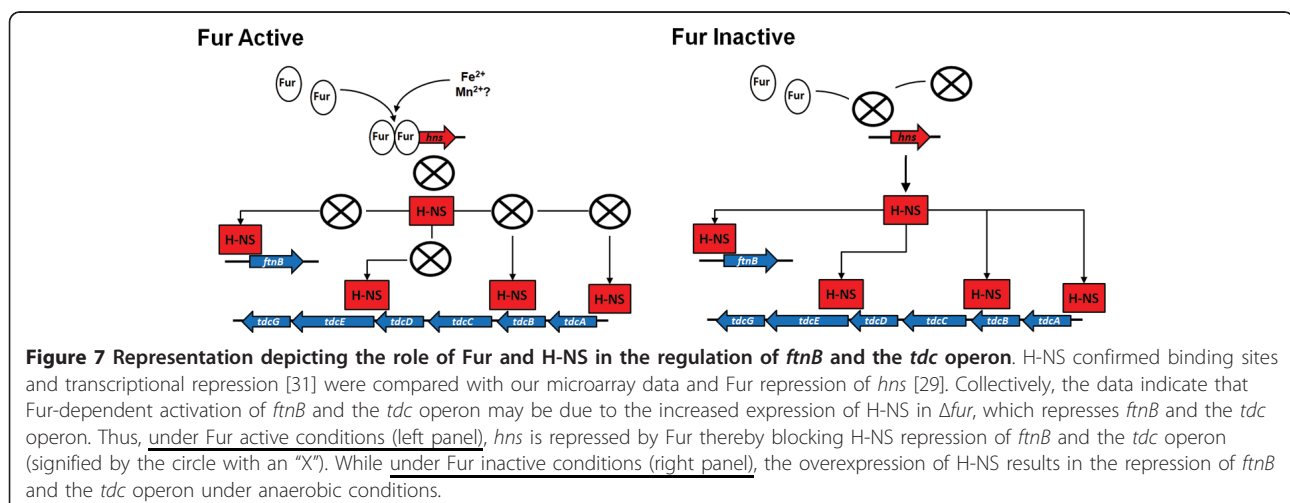 Fur Active
Fur Inactive
Fur
Fur
Fe²⁺
Mn²⁺?
Fur
Fur
hns
H-NS
H-NS
ftnB
H-NS
H-NS
H-NS
tdcG
tdcE
tdcD
tdcC
tdcB
tdcA
Fur
Fur
hns
H-NS
H-NS
ftnB
H-NS
H-NS
H-NS
tdcG
tdcE
tdcD
tdcC
tdcB
tdcA
Figure 7 Representation depicting the role of Fur and H-NS in the regulation of ftnB and the tdc operon. H-NS confirmed binding sites
and transcriptional repression [31] were compared with our microarray data and Fur repression of hns [29]. Collectively, the data indicate that
Fur-dependent activation of ftnB and the tdc operon may be due to the increased expression of H-NS in Δfur, which represses ftnB and the tdc
operon. Thus, under Fur active conditions (left panel), hns is repressed by Fur thereby blocking H-NS repression of ftnB and the tdc operon
(signified by the circle with an “X”). While under Fur inactive conditions (right panel), the overexpression of H-NS results in the repression of ftnB
and the tdc operon under anaerobic conditions.